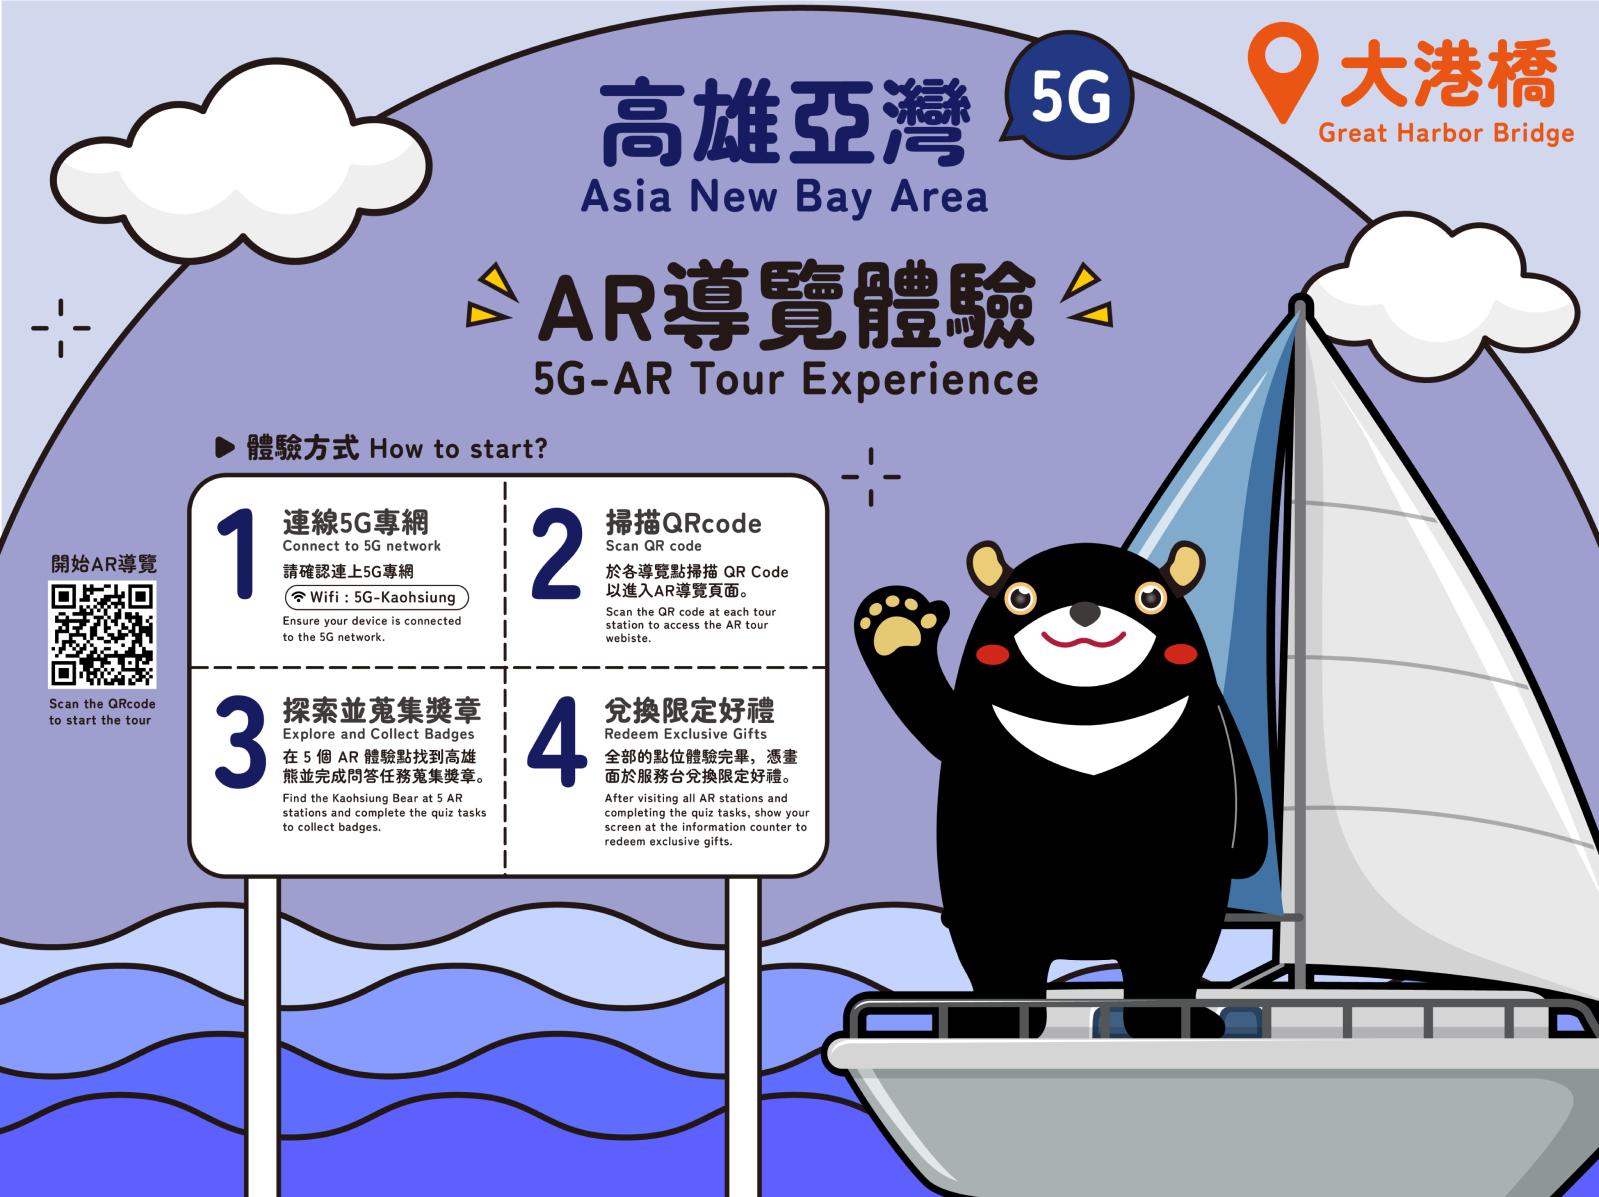 高雄亞灣
5G
Asia New Bay Area
大港橋
Great Harbor Bridge
AR導覽體驗
5G-AR Tour Experience
體驗方式 How to start?
開始AR導覽
Scan the QRcode
to start the tour
1
連線5G專網
Connect to 5G network
請確認連上5G專網
Wifi : 5G-Kaohsiung
Ensure your device is connected
to the 5G network.
2
掃描QRcode
Scan QR code
於各導覽點掃描 QR Code
以進入AR導覽頁面。
Scan the QR code at each tour
station to access the AR tour
webiste.
3
探索並蒐集獎章
Explore and Collect Badges
在 5 個 AR 體驗點找到高雄
熊並完成問答任務蒐集獎章。
Find the Kaohsiung Bear at 5 AR
stations and complete the quiz tasks
to collect badges.
4
兌換限定好禮
Redeem Exclusive Gifts
全部的點位體驗完畢，憑畫
面於服務台兌換限定好禮。
After visiting all AR stations and
completing the quiz tasks, show your
screen at the information counter to
redeem exclusive gifts.